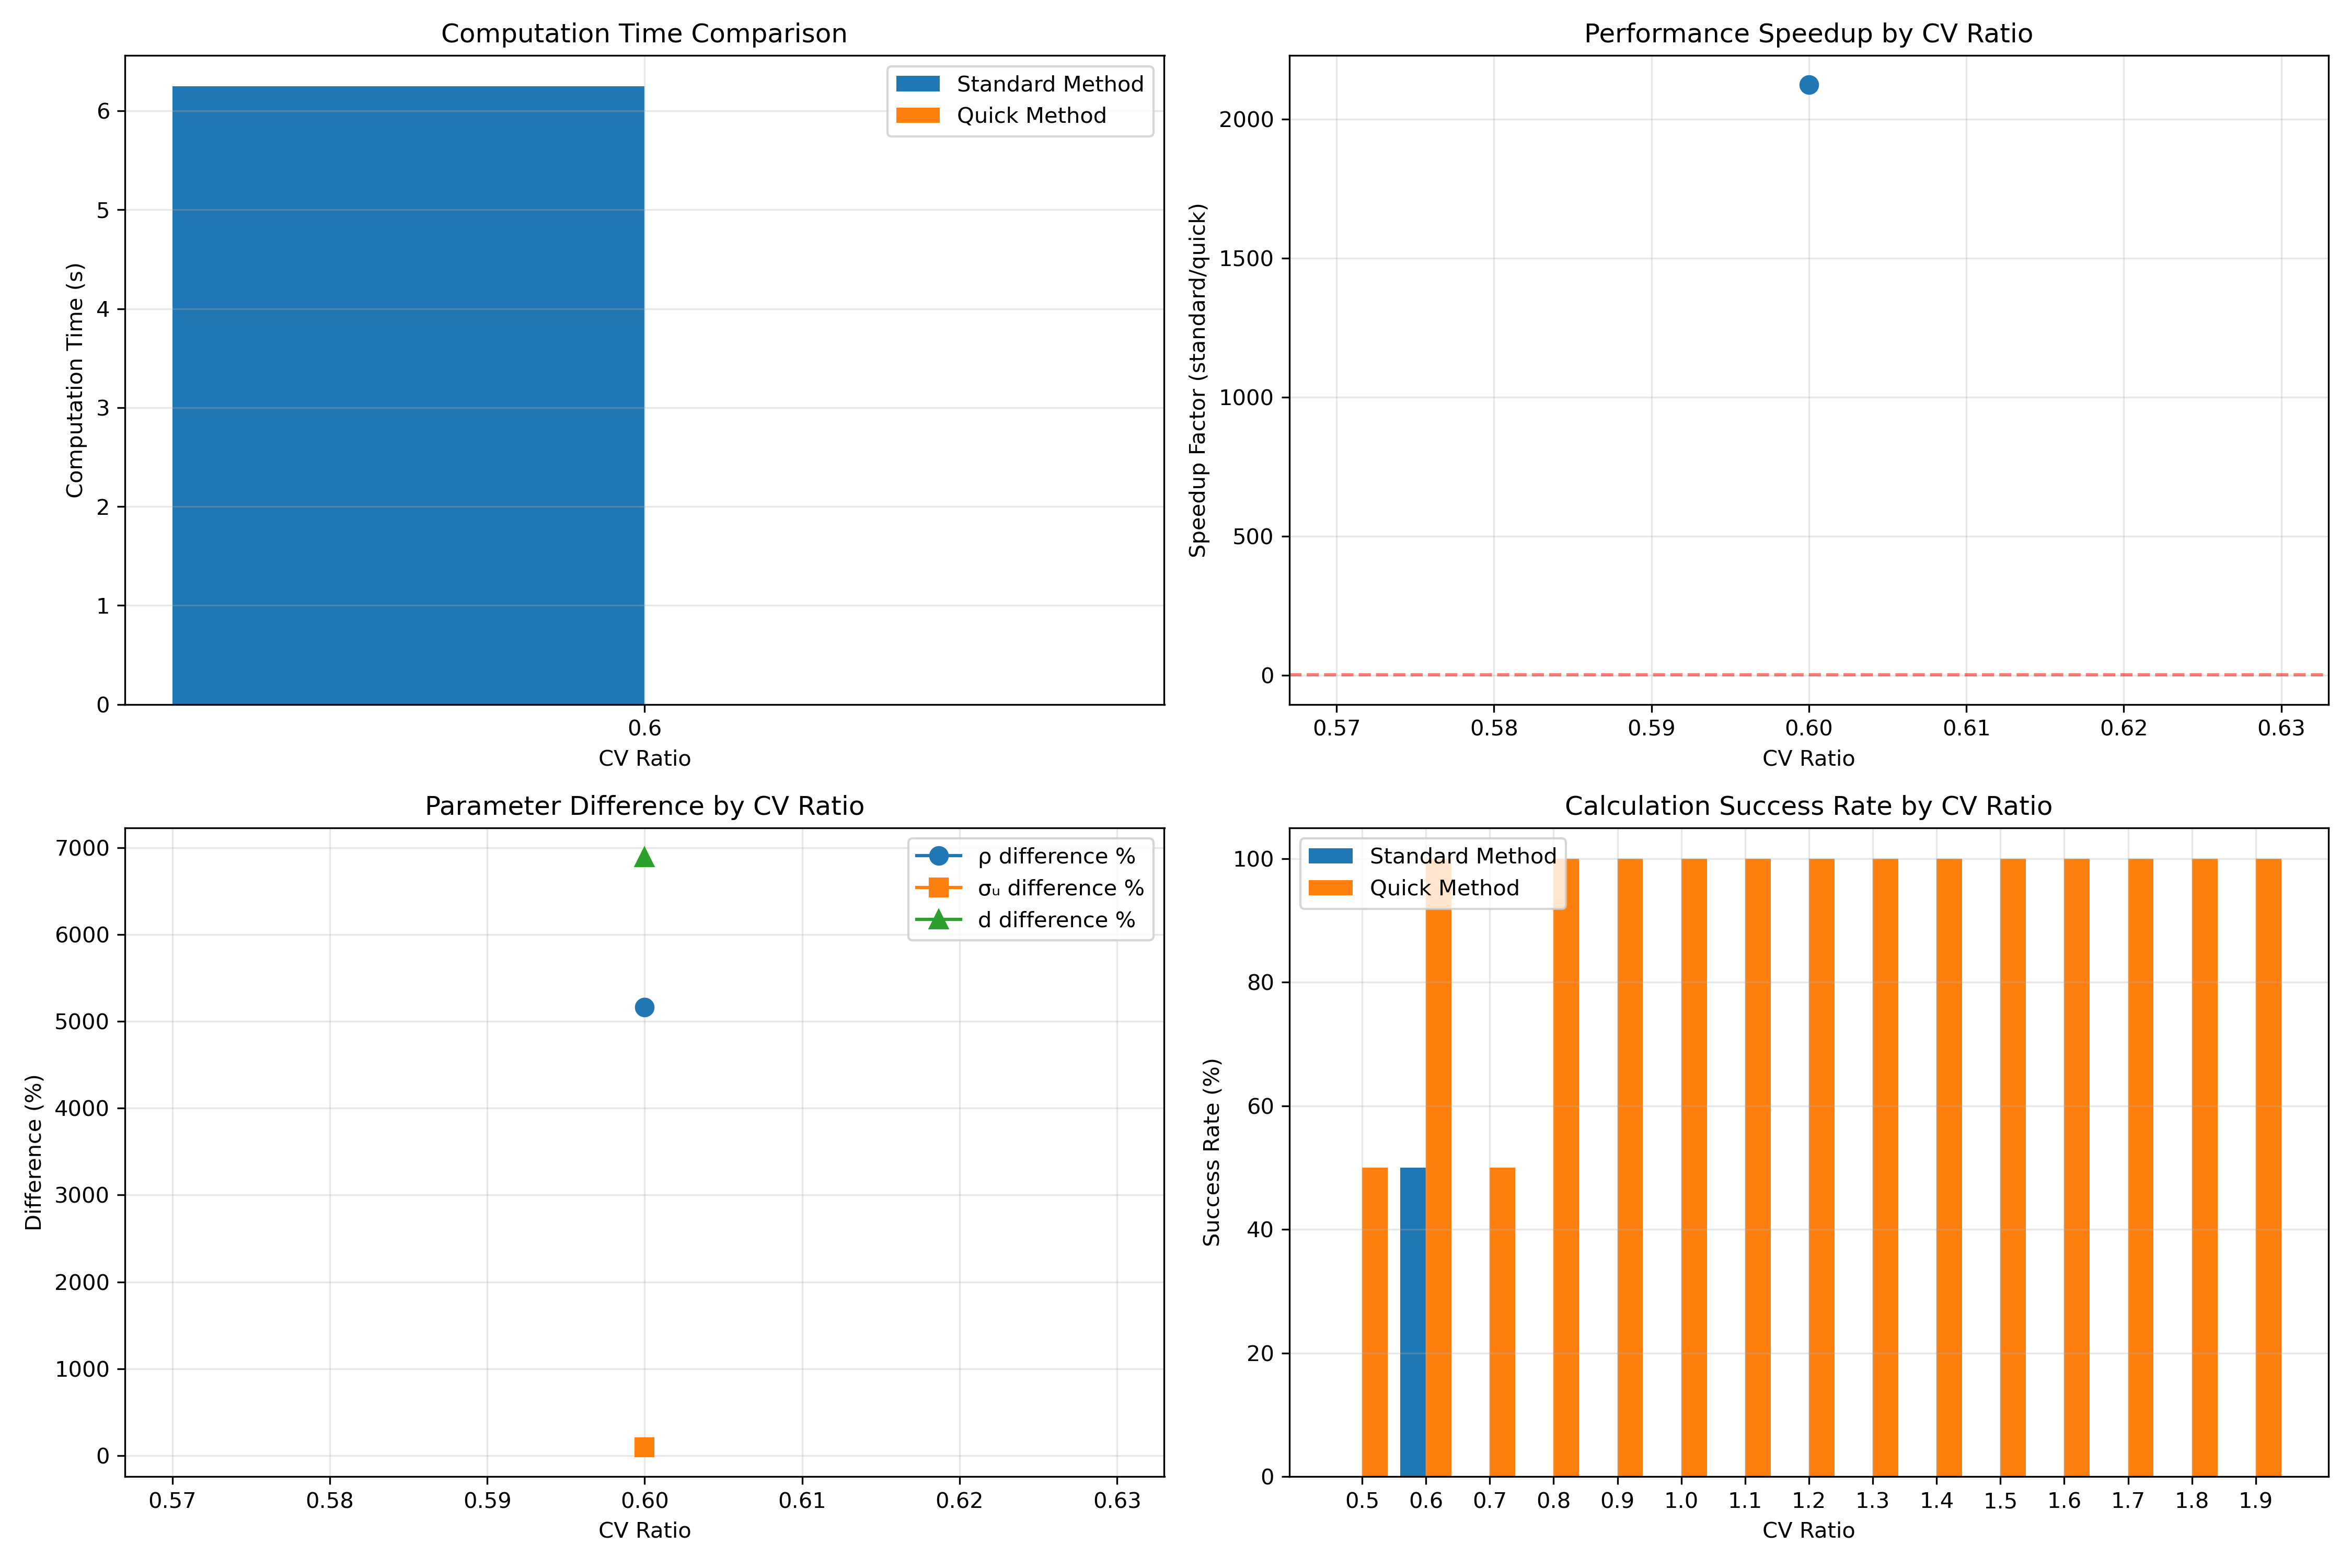 Computation Time Comparison
Computation Time (s)
6
5
4
3
2
1
0
Standard Method
Quick Method
0.6
CV Ratio
Performance Speedup by CV Ratio
Speedup Factor (standard/quick)
2000
1500
1000
500
0
0.57 0.58 0.59 0.60 0.61 0.62 0.63
CV Ratio
Parameter Difference by CV Ratio
Difference (%)
7000
6000
5000
4000
3000
2000
1000
0
ρ difference %
σᵤ difference %
d difference %
0.57 0.58 0.59 0.60 0.61 0.62 0.63
CV Ratio
Calculation Success Rate by CV Ratio
Success Rate (%)
100
80
60
40
20
0
Standard Method
Quick Method
0.5 0.6 0.7 0.8 0.9 1.0 1.1 1.2 1.3 1.4 1.5 1.6 1.7 1.8 1.9
CV Ratio